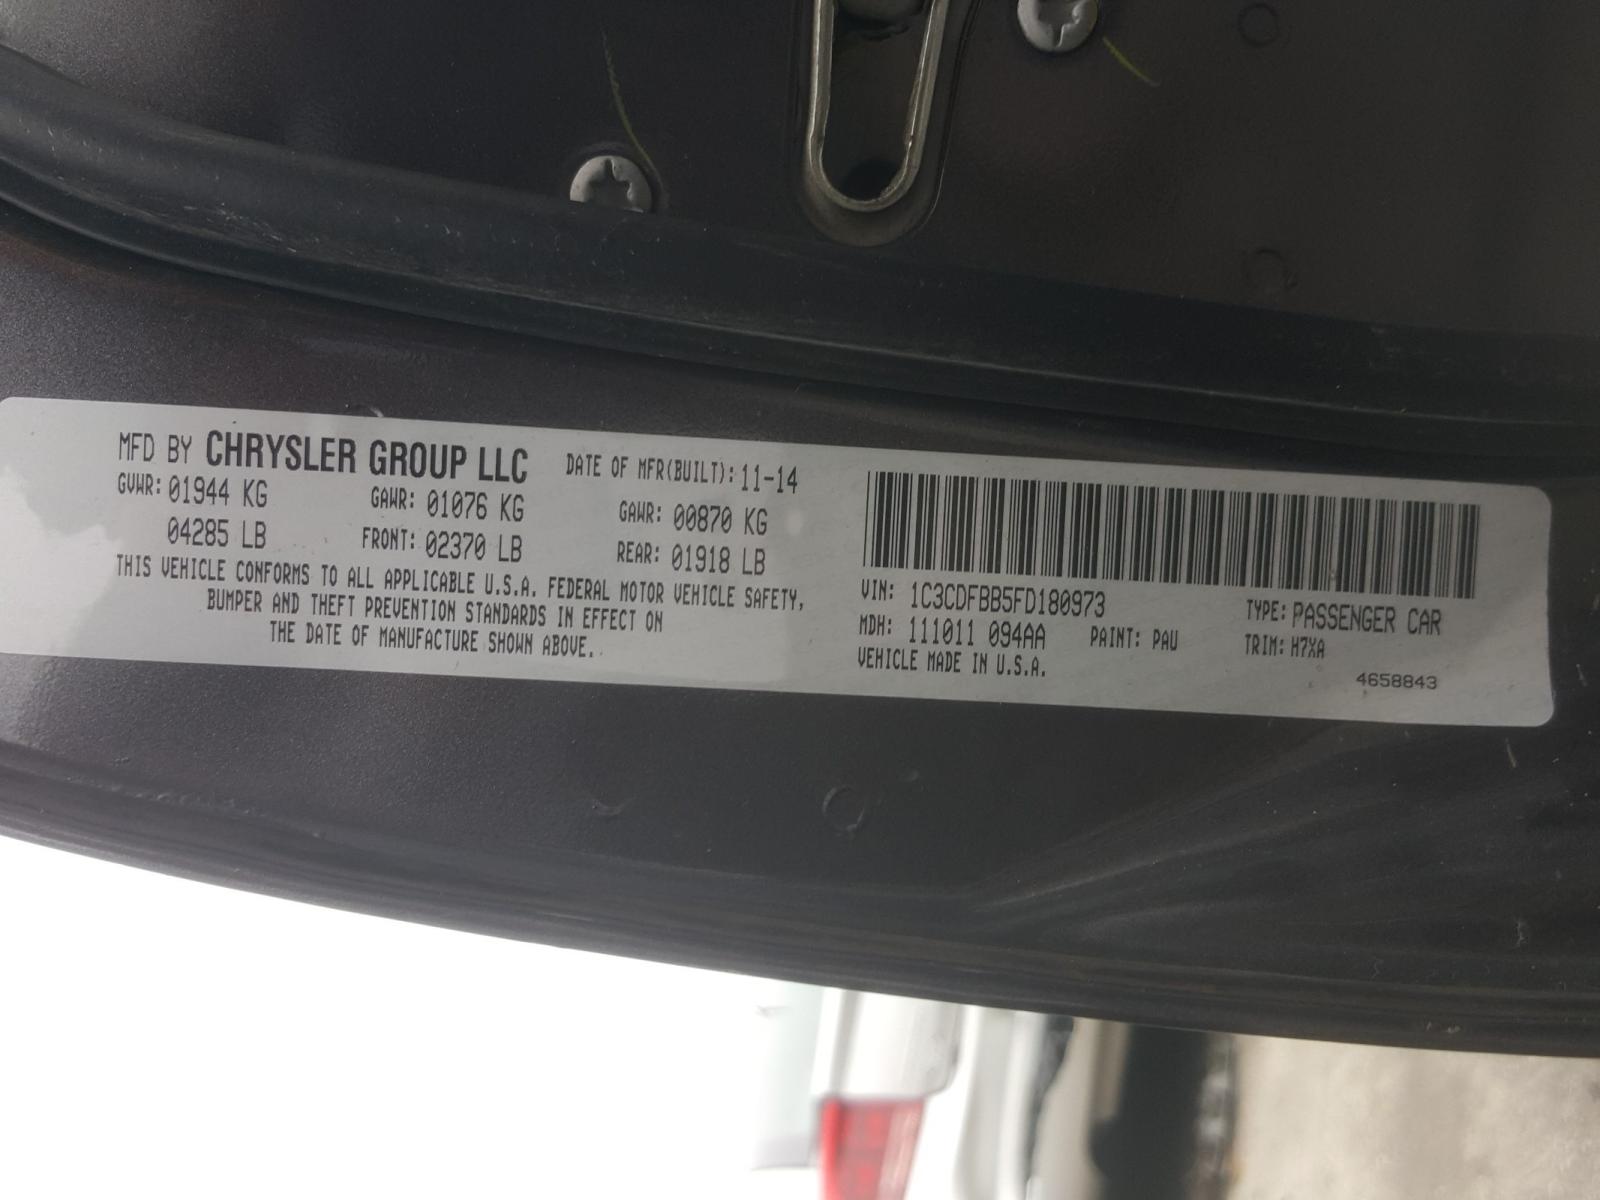 MFD BY CHRYSLER GROUP LLC DATE OF MFR(BUILT): 11-14
GVWR: 01944 KG GAWR: 01076 KG GAWR: 00870 KG
04285 LB FRONT: 02370 LB REAR: 01918 LB
THIS VEHICLE CONFORMS TO ALL APPLICABLE U.S.A. FEDERAL MOTOR VEHICLE SAFETY,
BUMPER AND THEFT PREVENTION STANDARDS IN EFFECT ON
THE DATE OF MANUFACTURE SHOWN ABOVE.
VIN: 1C3CDFBB5FD180973 TYPE: PASSENGER CAR
MDH: 111011 094AA PAINT: PAU TRIM: H7XA
VEHICLE MADE IN U.S.A. 4658843